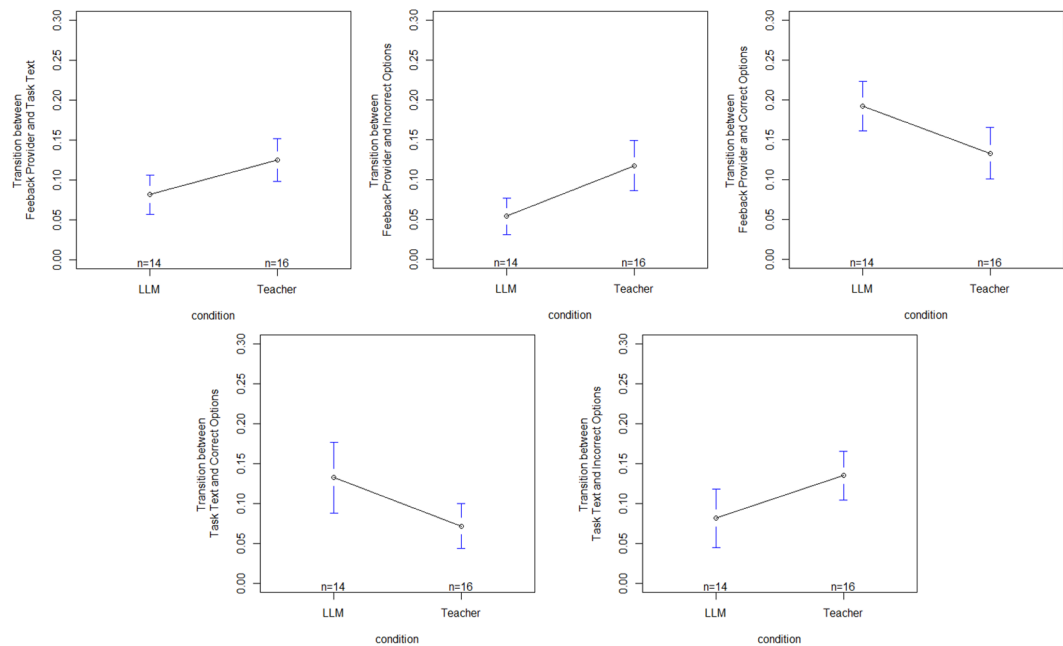 Transition between
Feeback Provider and Task Text
0.00 0.05 0.10 0.15 0.20 0.25 0.30
n=14 n=16
LLM Teacher
condition
Transition between
Feeback Provider and Incorrect Options
0.00 0.05 0.10 0.15 0.20 0.25 0.30
n=14 n=16
LLM Teacher
condition
Transition between
Feeback Provider and Correct Options
0.00 0.05 0.10 0.15 0.20 0.25 0.30
n=14 n=16
LLM Teacher
condition
Transition between
Task Text and Correct Options
0.00 0.05 0.10 0.15 0.20 0.25 0.30
n=14 n=16
LLM Teacher
condition
Transition between
Task Text and Incorrect Options
0.00 0.05 0.10 0.15 0.20 0.25 0.30
n=14 n=16
LLM Teacher
condition